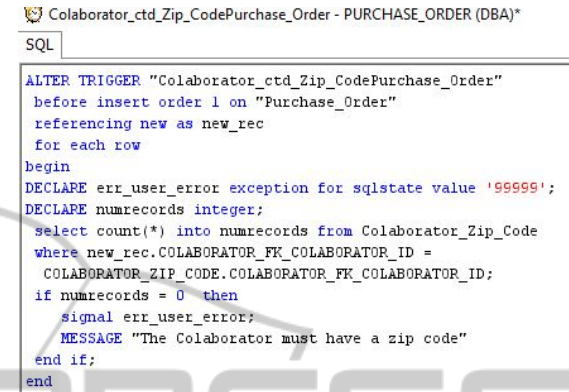 Colaborator_ctd_Zip_CodePurchase_Order - PURCHASE_ORDER (DBA)*
SQL
ALTER TRIGGER "Colaborator_ctd_Zip_CodePurchase_Order"
before insert order 1 on "Purchase_Order"
referencing new as new_rec
for each row
begin
DECLARE err_user_error exception for sqlstate value '99999';
DECLARE numrecords integer;
select count(*) into numrecords from Colaborator_Zip_Code
where new_rec.COLABORATOR_FK_COLABORATOR_ID =
COLABORATOR_ZIP_CODE.COLABORATOR_FK_COLABORATOR_ID;
if numrecords = 0 then
signal err_user_error;
MESSAGE "The Colaborator must have a zip code"
end if;
end